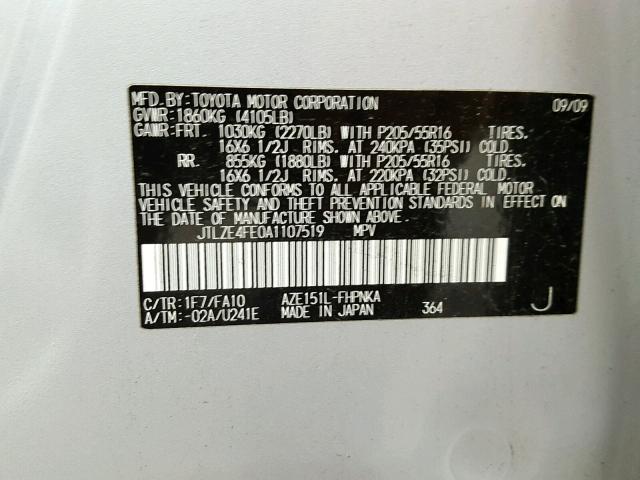 MFD. BY: TOYOTA MOTOR CORPORATION 09/09
GVWR: 1860KG (4105LB)
GAWR: FRT. 1030KG (2270LB) WITH P205/55R16
16X6 1/2J RIMS. AT 240KPA (35PSI) COLD.
RR. 855KG (1880LB) WITH P205/55R16
16X6 1/2J RIMS. AT 220KPA (32PSI) COLD.
THIS VEHICLE CONFORMS TO ALL APPLICABLE FEDERAL MOTOR
VEHICLE SAFETY AND THEFT PREVENTION STANDARDS IN EFFECT ON
THE DATE OF MANUFACTURE SHOWN ABOVE.
JTLZE4FE0A1107519 MPV
C/TR: 1F7/FA10 AZE151L-FHPNKA
A/TM: -02A/U241E MADE IN JAPAN 364 J